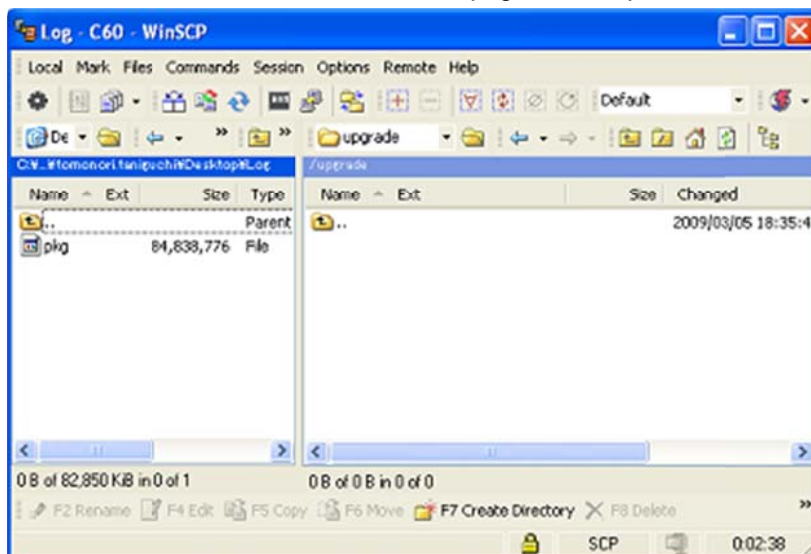 Log - C60 - WinSCP
Local Mark Files Commands Session Options Remote Help
Default
De » » upgrade
C:¥...¥tomonori.taniguchi¥Desktop¥Log /upgrade
Name Ext Size Type Name Ext Size Changed
.. Parent .. 2009/03/05 18:35:4
pkg 84,838,776 File
0 B of 82,850 KiB in 0 of 1 0 B of 0 B in 0 of 0
F2 Rename F4 Edit F5 Copy F6 Move F7 Create Directory F8 Delete »
SCP 0:02:38